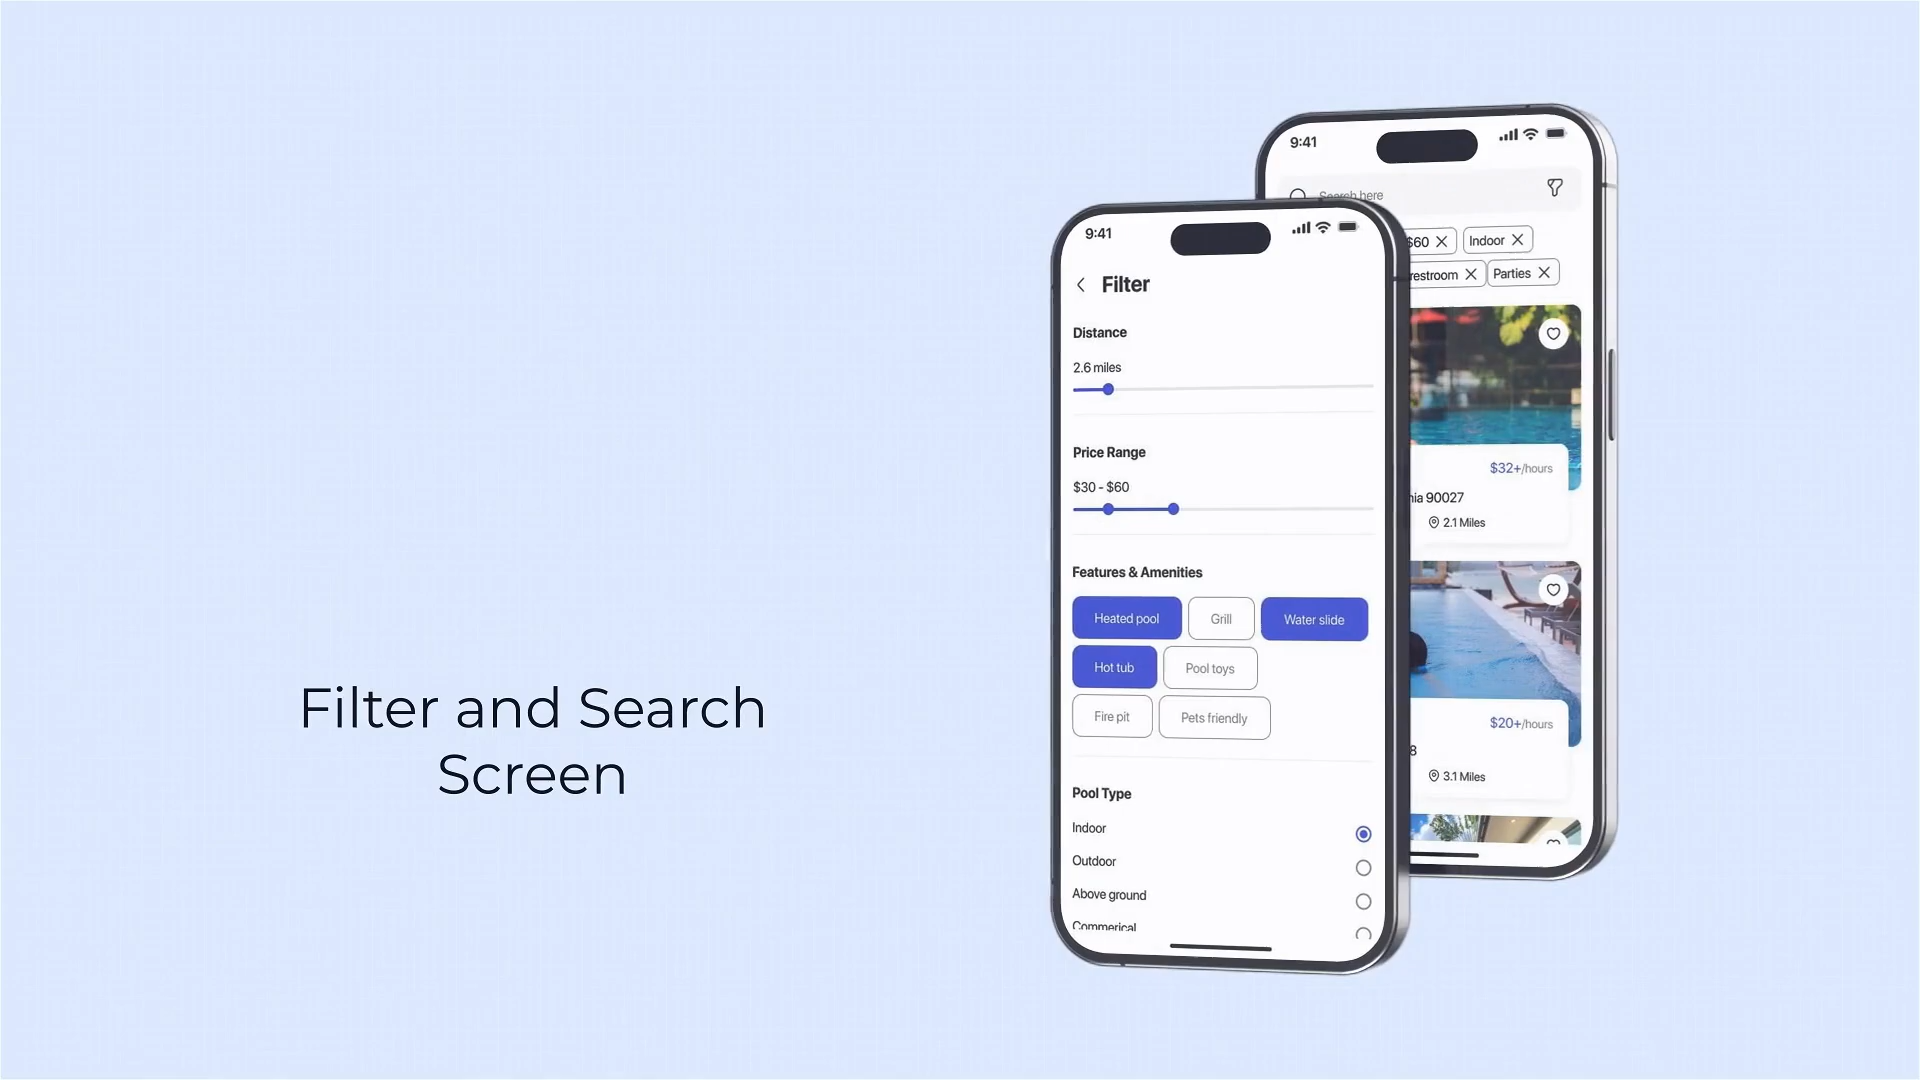 Filter and Search
Screen
9:41
Filter
Distance
2.6 miles
Price Range
$30 - $60
Features & Amenities
Heated pool
Grill
Water slide
Hot tub
Pool toys
Fire pit
Pets friendly
Pool Type
Indoor
Outdoor
Above ground
Commerical
9:41
Search here
$60
Indoor
restroom
Parties
$32+/hours
nia 90027
2.1 Miles
$20+/hours
8
3.1 Miles